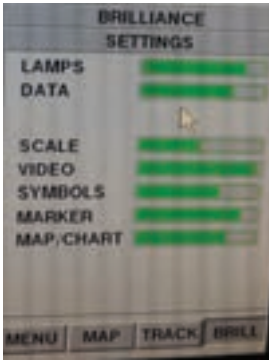 BRILLIANCE
SETTINGS
LAMPS
DATA
SCALE
VIDEO
SYMBOLS
MARKER
MAP/CHART
MENU MAP TRACK BRILL